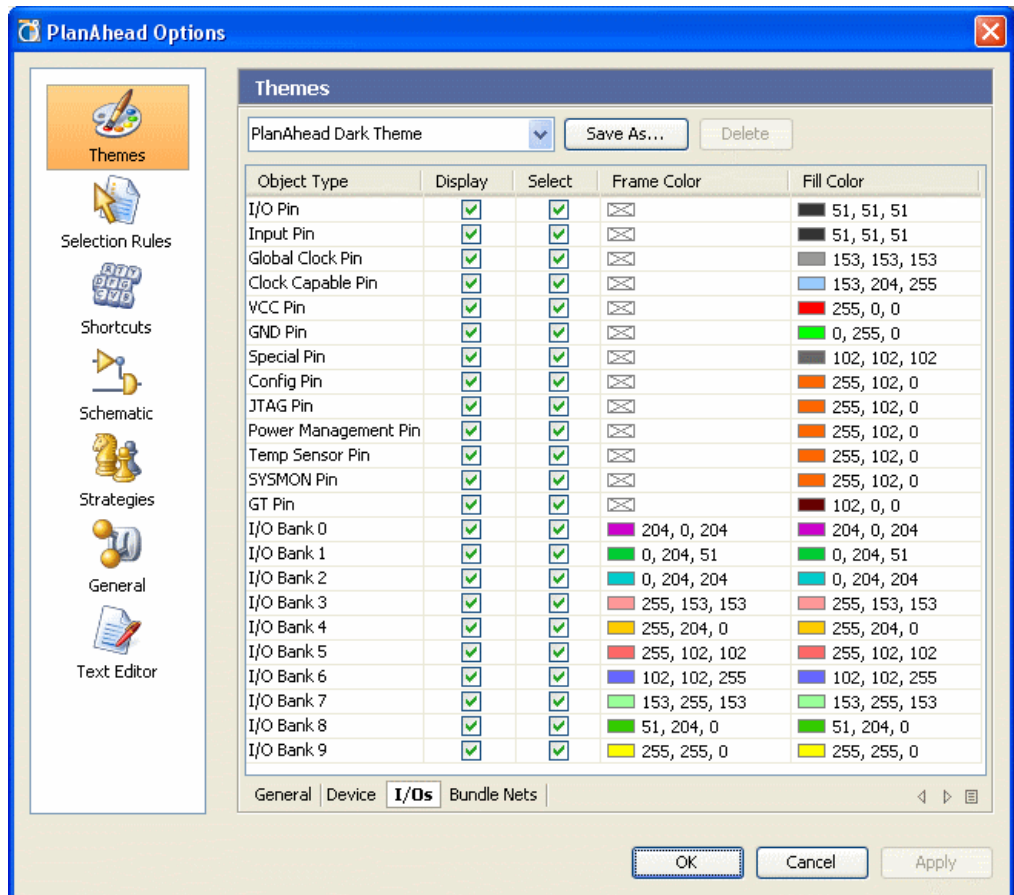 PlanAhead Options
Themes
Selection Rules
Shortcuts
Schematic
Strategies
General
Text Editor
Themes
PlanAhead Dark Theme Save As... Delete
Object Type Display Select Frame Color Fill Color
I/O Pin 51, 51, 51
Input Pin 51, 51, 51
Global Clock Pin 153, 153, 153
Clock Capable Pin 153, 204, 255
VCC Pin 255, 0, 0
GND Pin 0, 255, 0
Special Pin 102, 102, 102
Config Pin 255, 102, 0
JTAG Pin 255, 102, 0
Power Management Pin 255, 102, 0
Temp Sensor Pin 255, 102, 0
SYSMON Pin 255, 102, 0
GT Pin 102, 0, 0
I/O Bank 0 204, 0, 204 204, 0, 204
I/O Bank 1 0, 204, 51 0, 204, 51
I/O Bank 2 0, 204, 204 0, 204, 204
I/O Bank 3 255, 153, 153 255, 153, 153
I/O Bank 4 255, 204, 0 255, 204, 0
I/O Bank 5 255, 102, 102 255, 102, 102
I/O Bank 6 102, 102, 255 102, 102, 255
I/O Bank 7 153, 255, 153 153, 255, 153
I/O Bank 8 51, 204, 0 51, 204, 0
I/O Bank 9 255, 255, 0 255, 255, 0
General Device I/Os Bundle Nets
OK Cancel Apply